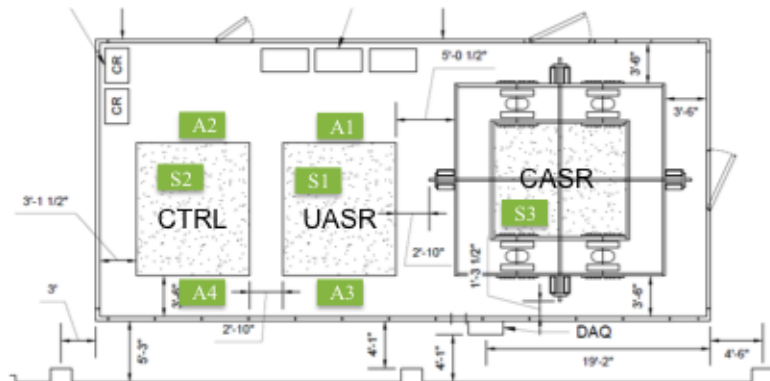 CR
CR
5'-0 1/2"
3'-6"
3'-6"
A2
A1
S2
S1
CASR
CTRL
UASR
S3
3'-1 1/2"
2'-10"
1'-3 1/2"
A4
A3
3'-6"
3'-6"
3'
2'-10"
DAQ
5'-3"
4'-1"
4'-1"
19'-2"
4'-6"